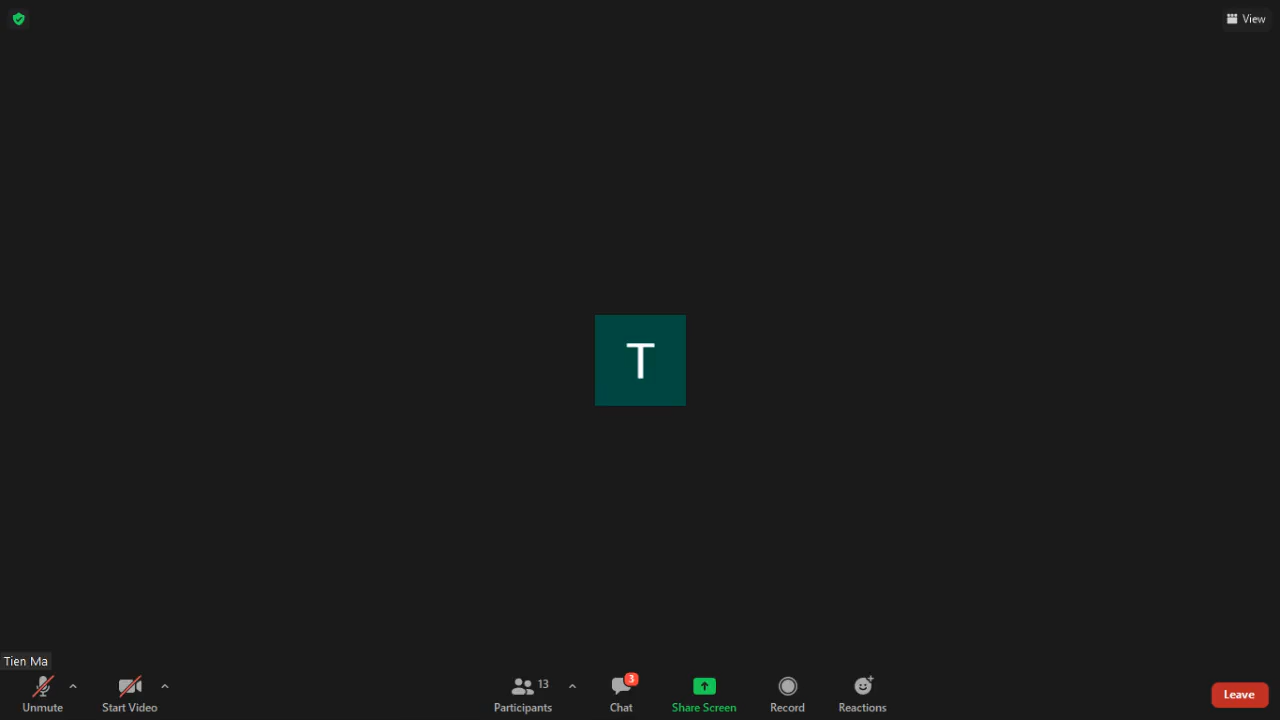 View
T
Tien Ma
Unmute
Start Video
13
Participants
3
Chat
Share Screen
Record
Reactions
Leave